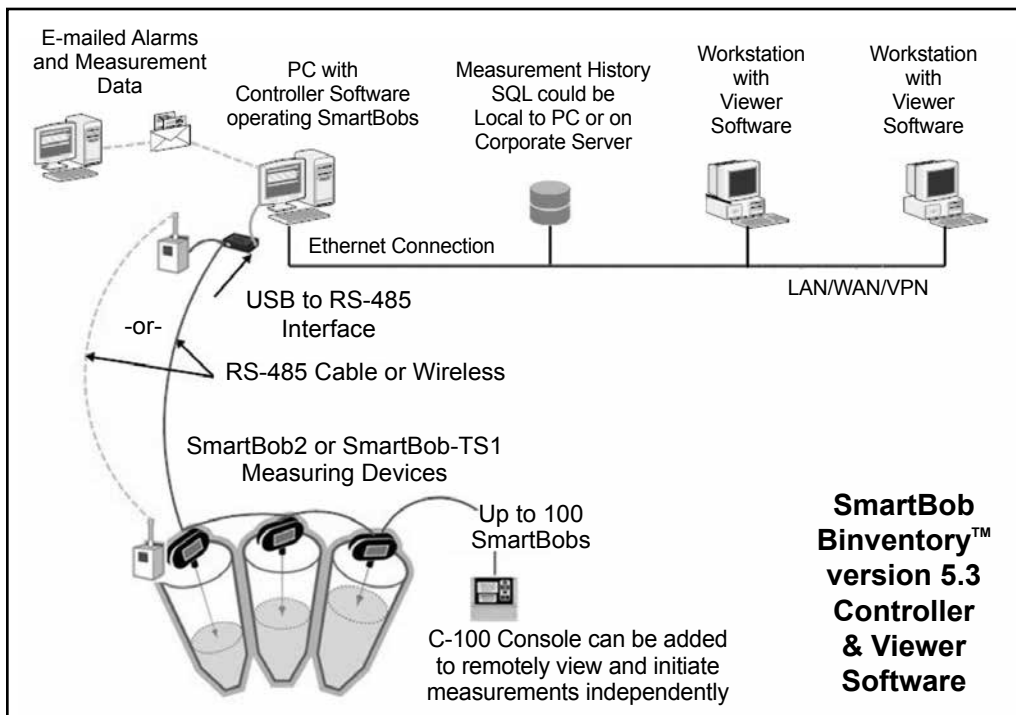 E-mailed Alarms
and Measurement
Data
PC with
Controller Software
operating SmartBobs
Measurement History
SQL could be
Local to PC or on
Corporate Server
Workstation
with
Viewer
Software
Workstation
with
Viewer
Software
Ethernet Connection
LAN/WAN/VPN
USB to RS-485
Interface
-or-
RS-485 Cable or Wireless
SmartBob2 or SmartBob-TS1
Measuring Devices
Up to 100
SmartBobs
C-100 Console can be added
to remotely view and initiate
measurements independently
SmartBob
Binventory™
version 5.3
Controller
& Viewer
Software